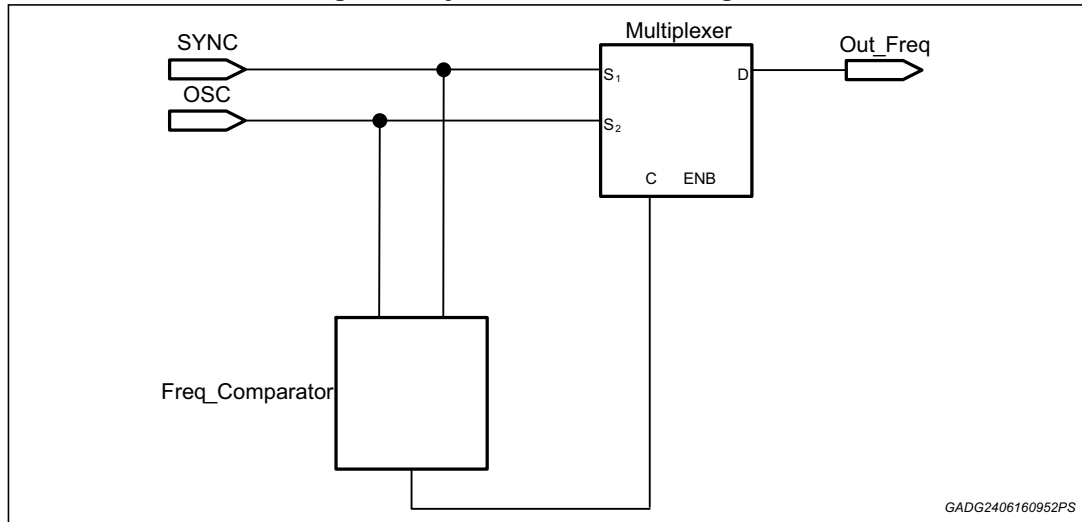 SYNC
OSC
Multiplexer
S₁
S₂
D
C ENB
Out_Freq
Freq_Comparator
GADG2406160952PS